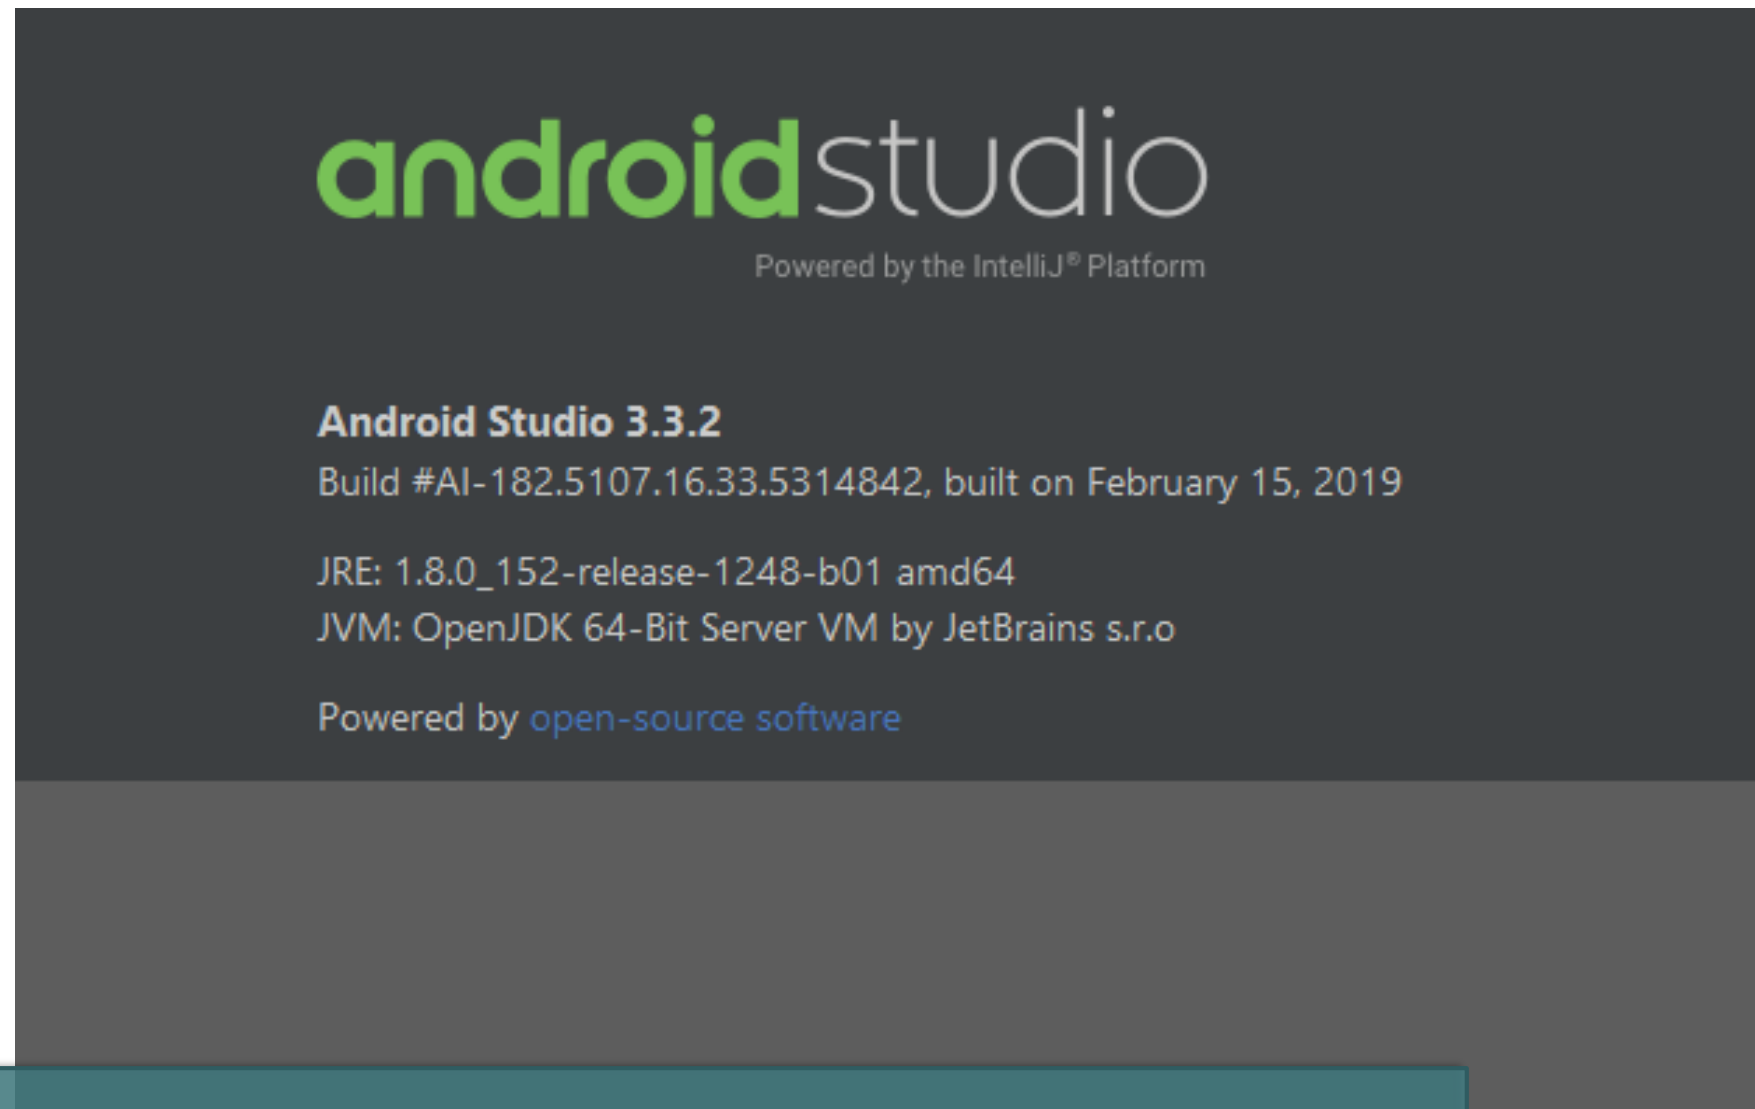 androidstudio
Powered by the IntelliJ® Platform
Android Studio 3.3.2
Build #AI-182.5107.16.33.5314842, built on February 15, 2019
JRE: 1.8.0_152-release-1248-b01 amd64
JVM: OpenJDK 64-Bit Server VM by JetBrains s.r.o
Powered by open-source software